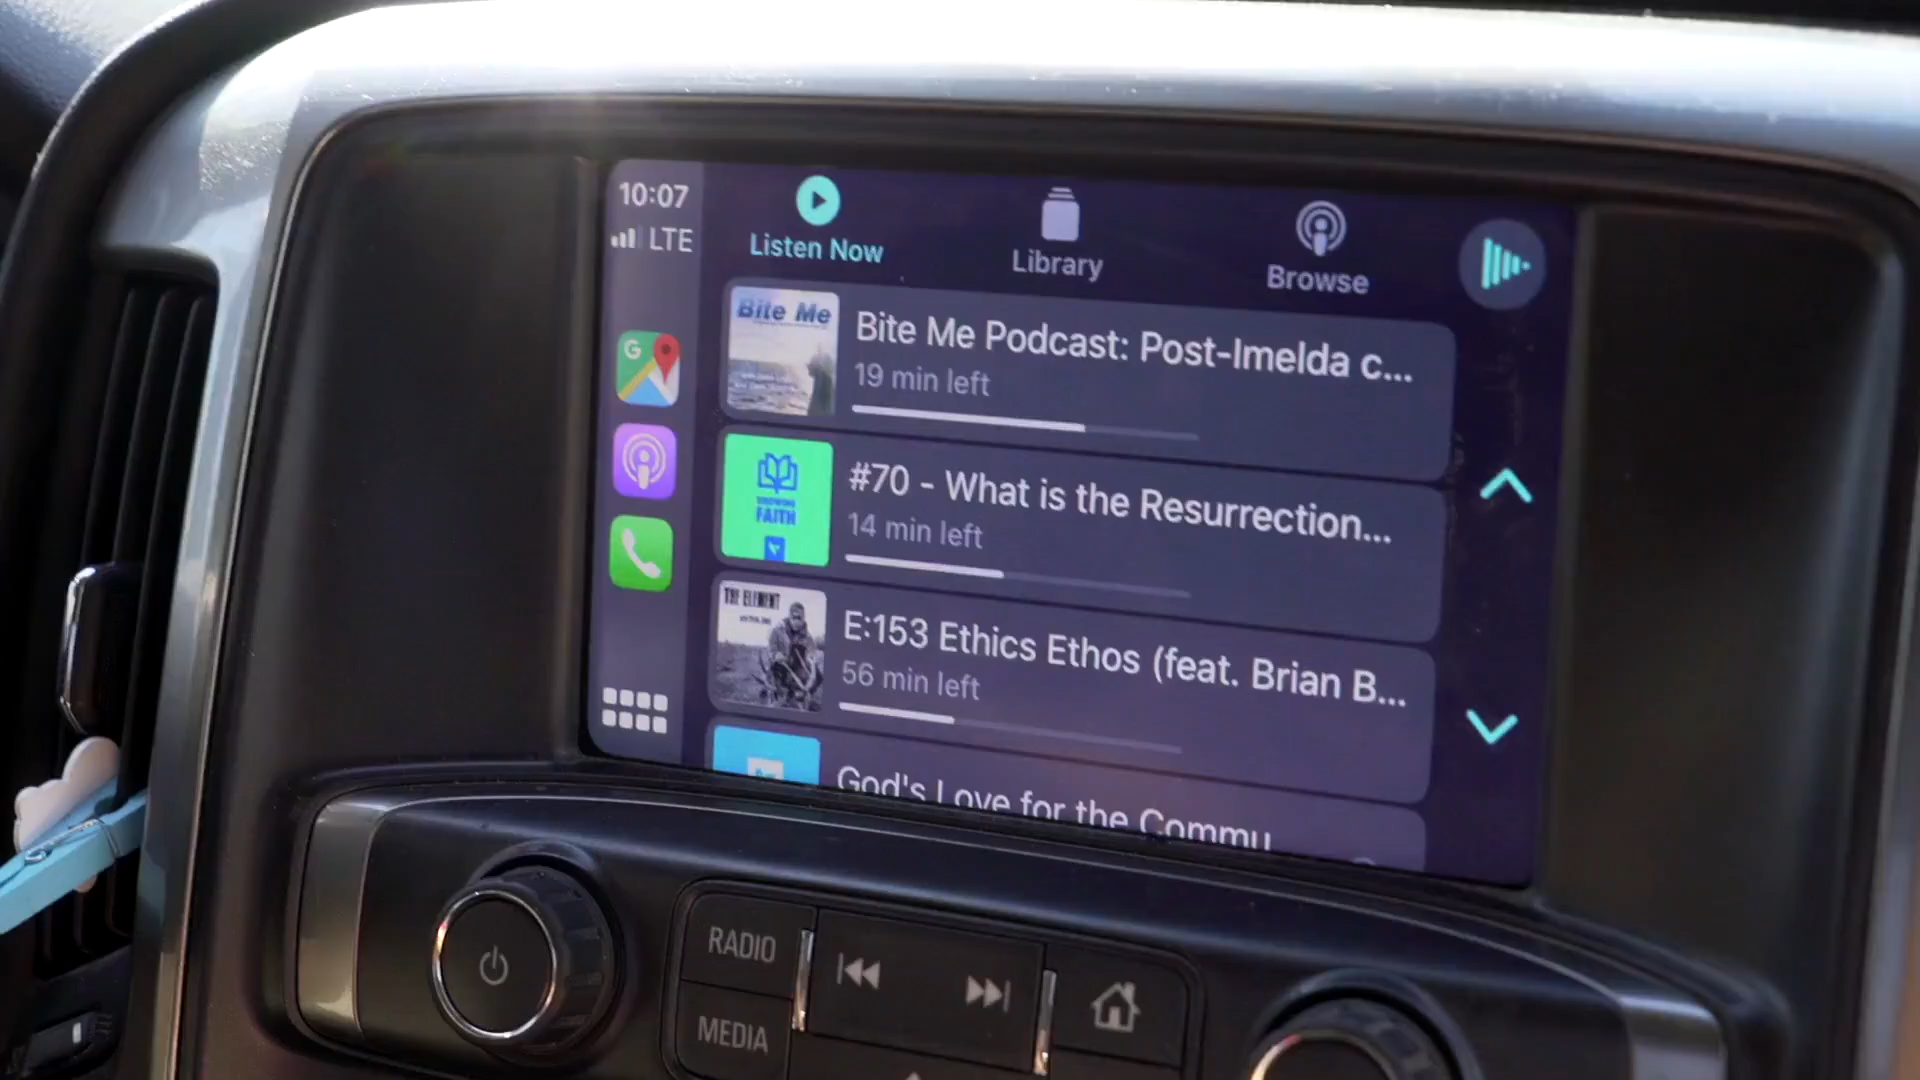 10:07
LTE
Listen Now
Library
Browse
Bite Me
Bite Me Podcast: Post-Imelda c...
19 min left
FAITH
#70 - What is the Resurrection...
14 min left
THE ELEMENT
E:153 Ethics Ethos (feat. Brian B...
56 min left
God's Love for the Commu
RADIO
MEDIA